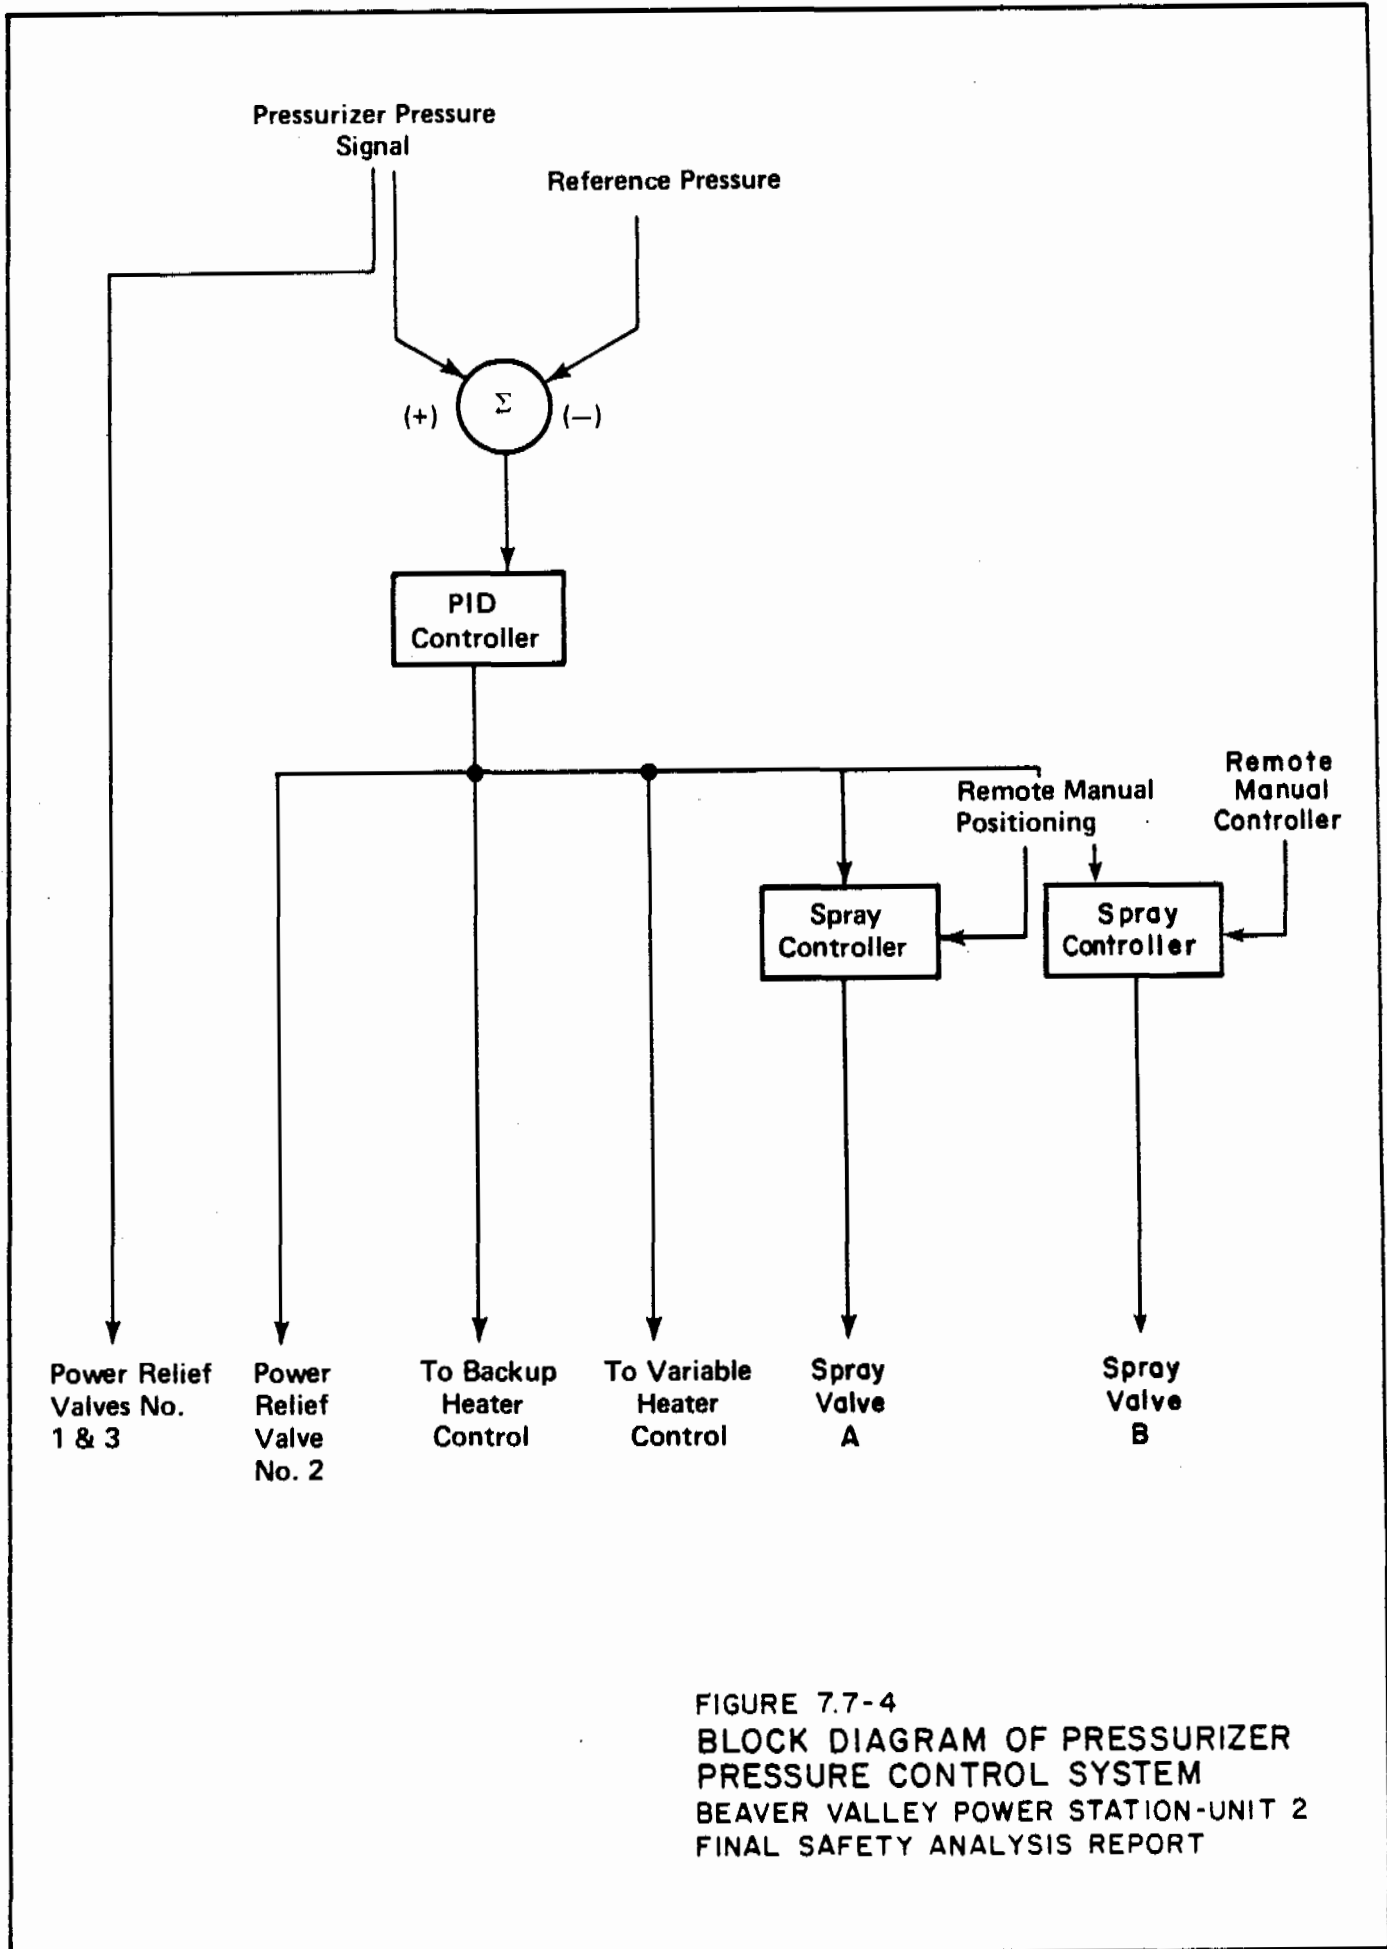 Pressurizer Pressure
Signal
Reference Pressure
Σ
(+)
(—)
PID
Controller
Remote Manual
Positioning
Remote
Manual
Controller
Spray
Controller
Spray
Controller
Power Relief
Valves No.
1 & 3
Power
Relief
Valve
No. 2
To Backup
Heater
Control
To Variable
Heater
Control
Spray
Valve
A
Spray
Valve
B
FIGURE 7.7-4
BLOCK DIAGRAM OF PRESSURIZER
PRESSURE CONTROL SYSTEM
BEAVER VALLEY POWER STATION-UNIT 2
FINAL SAFETY ANALYSIS REPORT